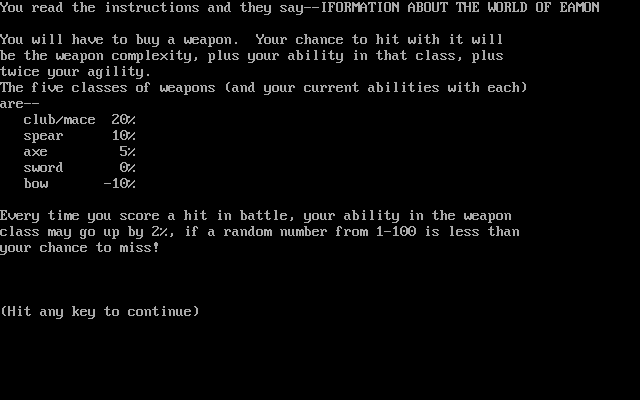 You read the instructions and they say--IFORMATION ABOUT THE WORLD OF EAMON
You will have to buy a weapon.  Your chance to hit with it will
be the weapon complexity, plus your ability in that class, plus
twice your agility.
The five classes of weapons (and your current abilities with each)
are--
club/mace  20%
spear      10%
axe         5%
sword       0%
bow       -10%
Every time you score a hit in battle, your ability in the weapon
class may go up by 2%, if a random number from 1-100 is less than
your chance to miss!
(Hit any key to continue)